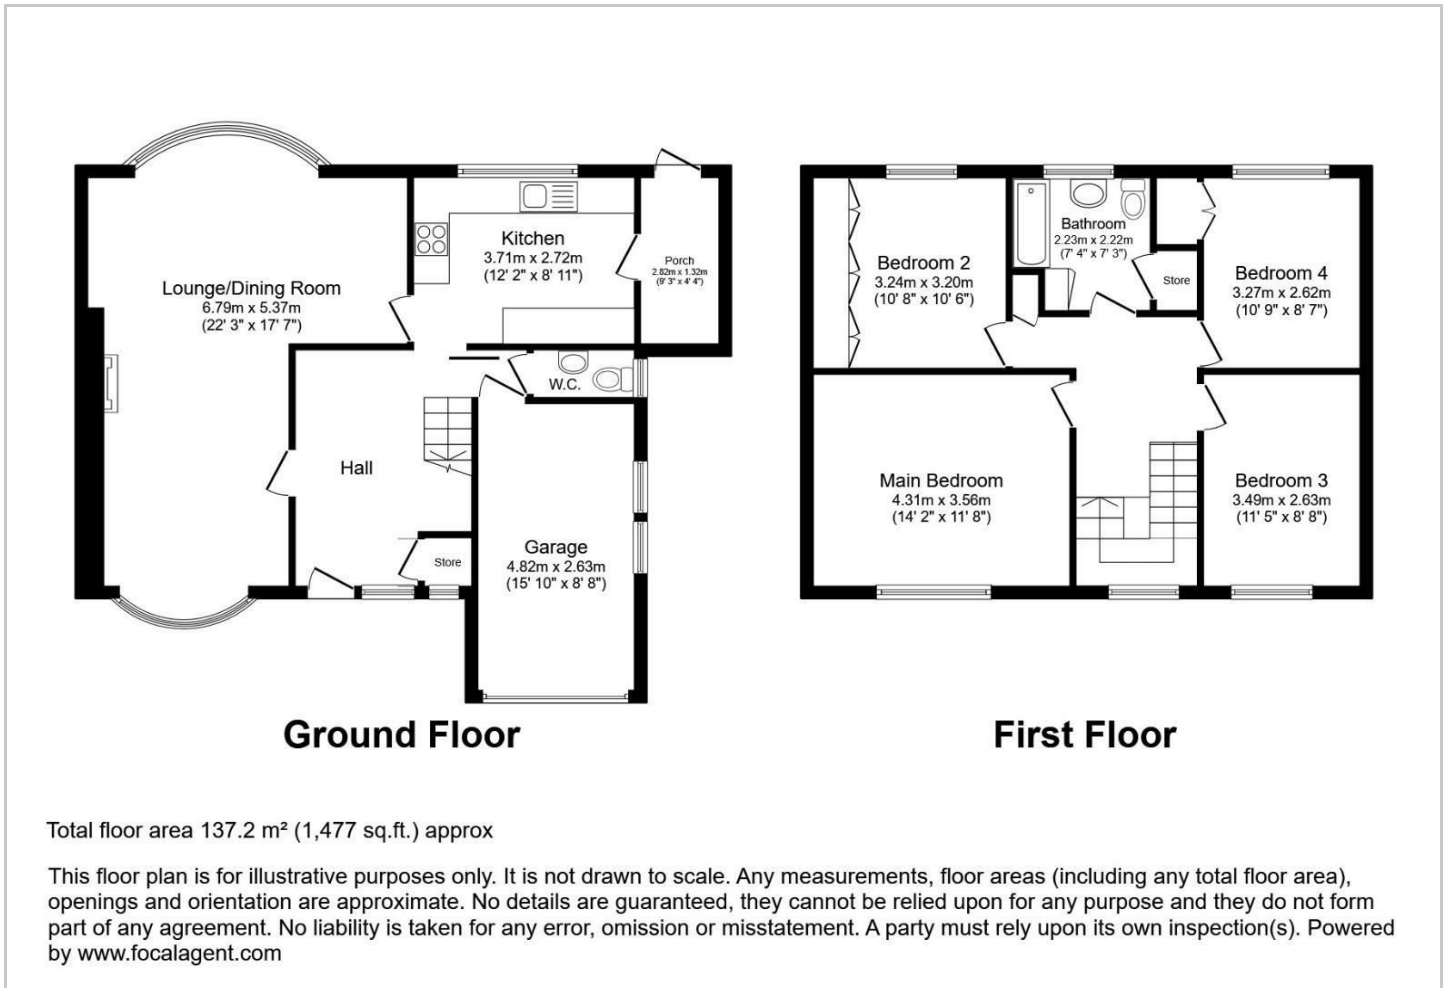 Lounge/Dining Room
6.79m x 5.37m
(22' 3" x 17' 7")
Kitchen
3.71m x 2.72m
(12' 2" x 8' 11")
Porch
2.82m x 1.32m
(9' 3" x 4' 4")
W.C.
Hall
Store
Garage
4.82m x 2.63m
(15' 10" x 8' 8")
Ground Floor
Bedroom 2
3.24m x 3.20m
(10' 8" x 10' 6")
Bathroom
2.23m x 2.22m
(7' 4" x 7' 3")
Store
Bedroom 4
3.27m x 2.62m
(10' 9" x 8' 7")
Main Bedroom
4.31m x 3.56m
(14' 2" x 11' 8")
Bedroom 3
3.49m x 2.63m
(11' 5" x 8' 8")
First Floor
Total floor area 137.2 m² (1,477 sq.ft.) approx
This floor plan is for illustrative purposes only. It is not drawn to scale. Any measurements, floor areas (including any total floor area),
openings and orientation are approximate. No details are guaranteed, they cannot be relied upon for any purpose and they do not form
part of any agreement. No liability is taken for any error, omission or misstatement. A party must rely upon its own inspection(s). Powered
by www.focalagent.com